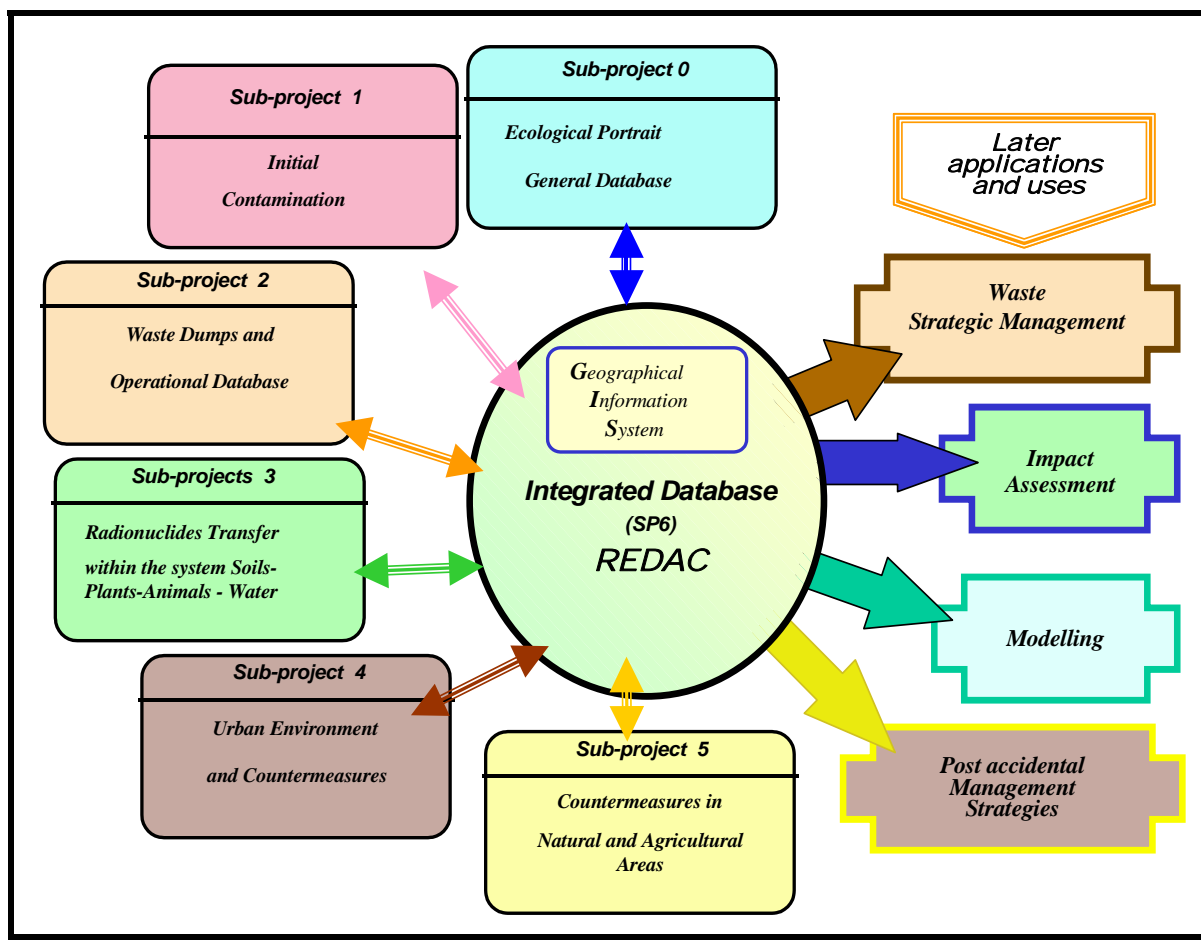 Sub-project 0
Ecological Portrait
General Database
Sub-project 1
Initial
Contamination
Sub-project 2
Waste Dumps and
Operational Database
Sub-projects 3
Radionuclides Transfer
within the system Soils-
Plants-Animals - Water
Sub-project 4
Urban Environment
and Countermeasures
Sub-project 5
Countermeasures in
Natural and Agricultural
Areas
Geographical
Information
System
Integrated Database
(SP6)
REDAC
Later
applications
and uses
Waste
Strategic Management
Impact
Assessment
Modelling
Post accidental
Management
Strategies